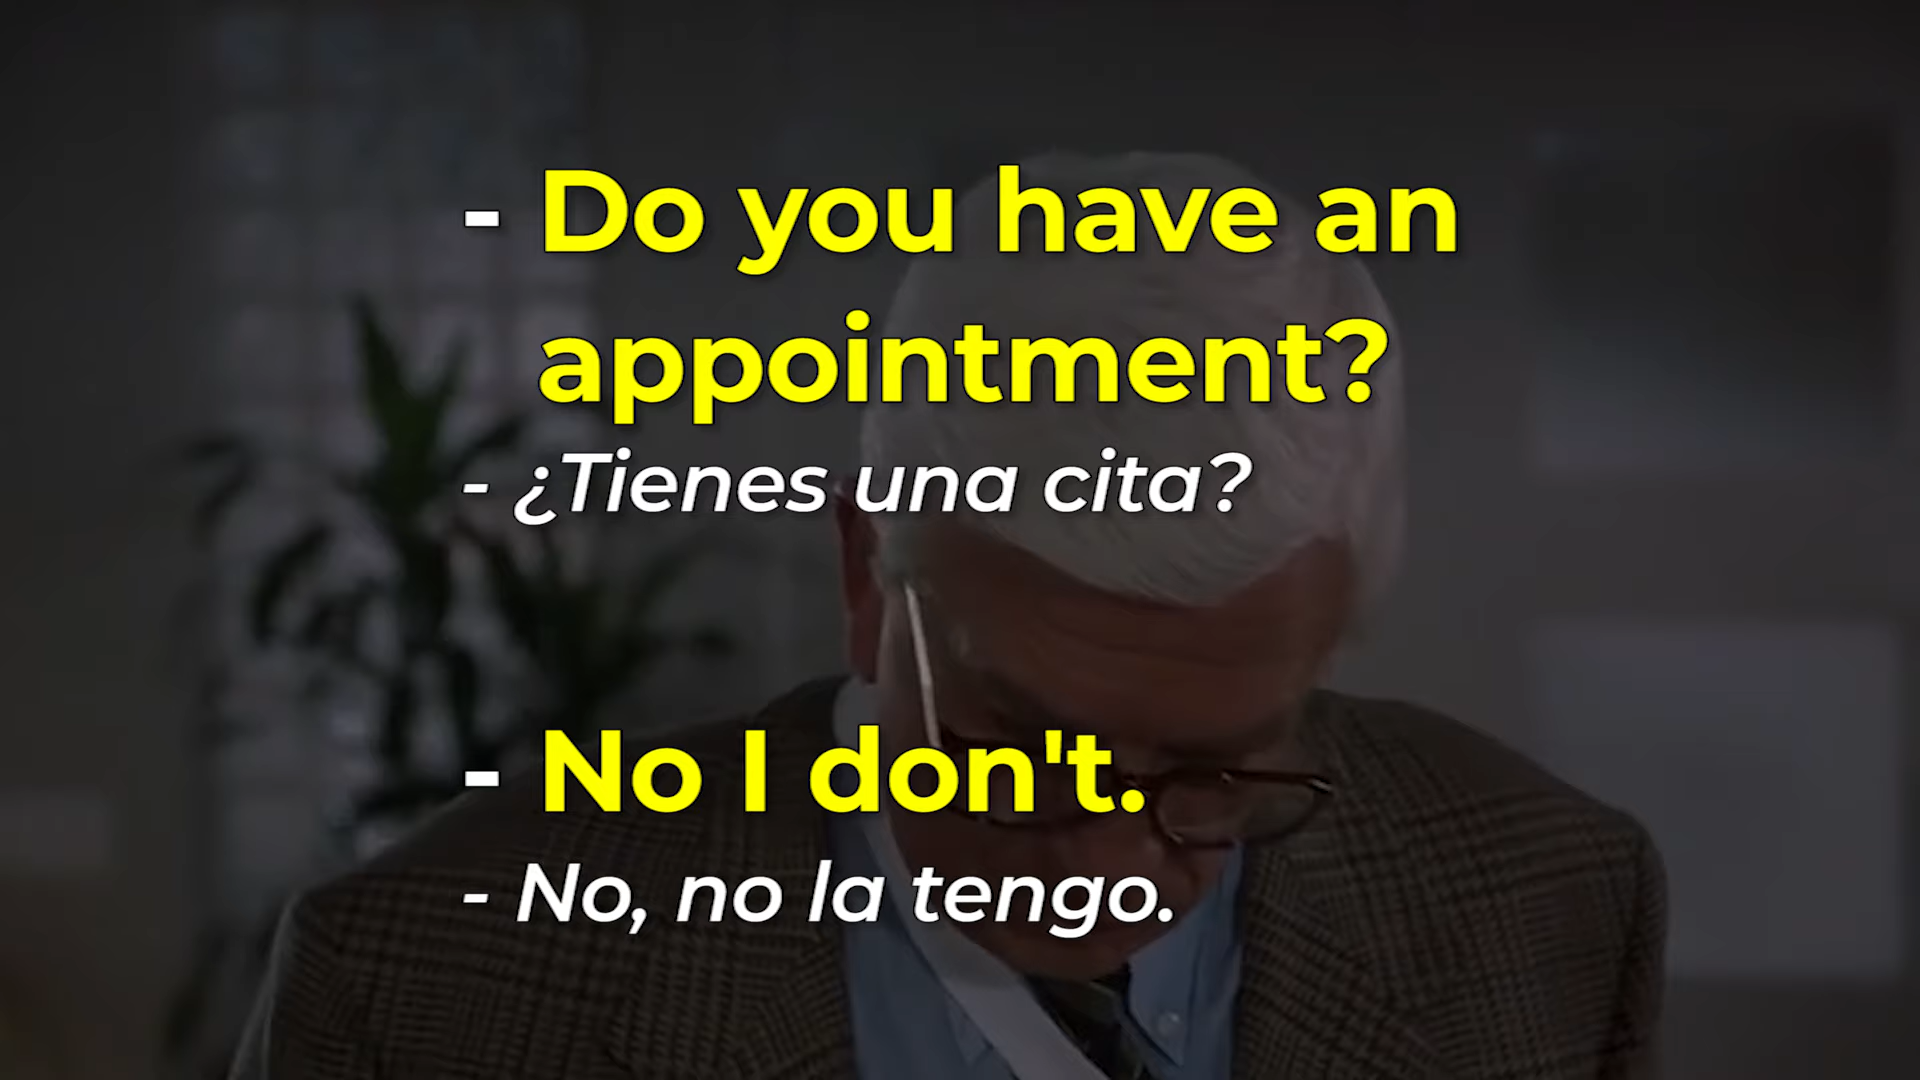 - Do you have an
appointment?
- ¿Tienes una cita?
- No I don't.
- No, no la tengo.